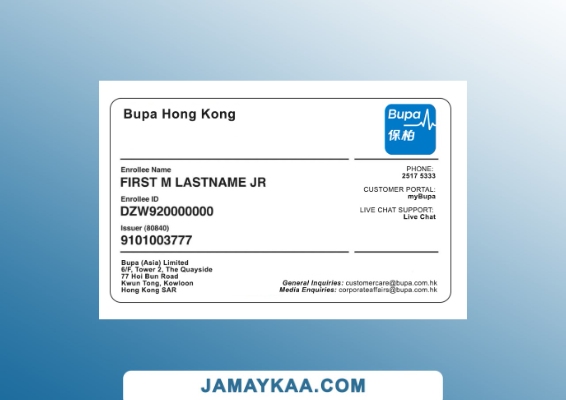 Bupa Hong Kong
Bupa
保柏
Enrollee Name
FIRST M LASTNAME JR
Enrollee ID
DZW920000000
Issuer (80840)
9101003777
PHONE:
2517 5333
CUSTOMER PORTAL:
myBupa
LIVE CHAT SUPPORT:
Live Chat
Bupa (Asia) Limited
6/F, Tower 2, The Quayside
77 Hoi Bun Road
Kwun Tong, Kowloon
Hong Kong SAR
General Inquiries: customercare@bupa.com.hk
Media Enquiries: corporateaffairs@bupa.com.hk
JAMAYKAA.COM